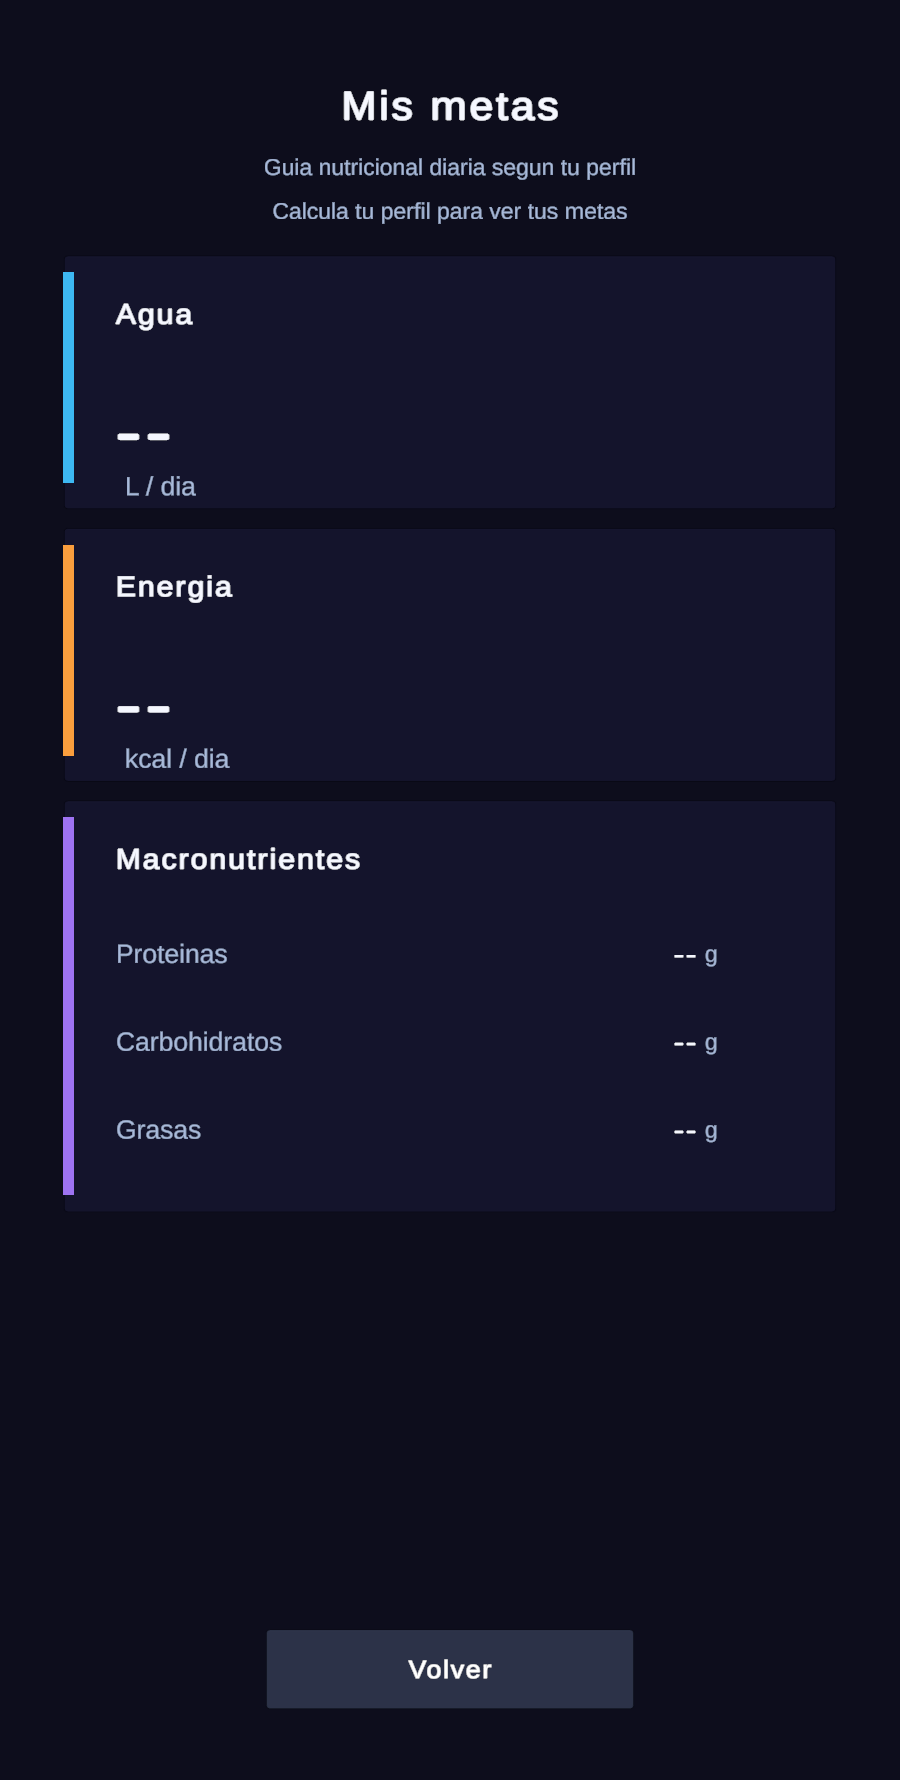 Mis metas
Guia nutricional diaria segun tu perfil
Calcula tu perfil para ver tus metas
Agua
--
L / dia
Energia
--
kcal / dia
Macronutrientes
Proteinas -- g
Carbohidratos -- g
Grasas -- g
Volver